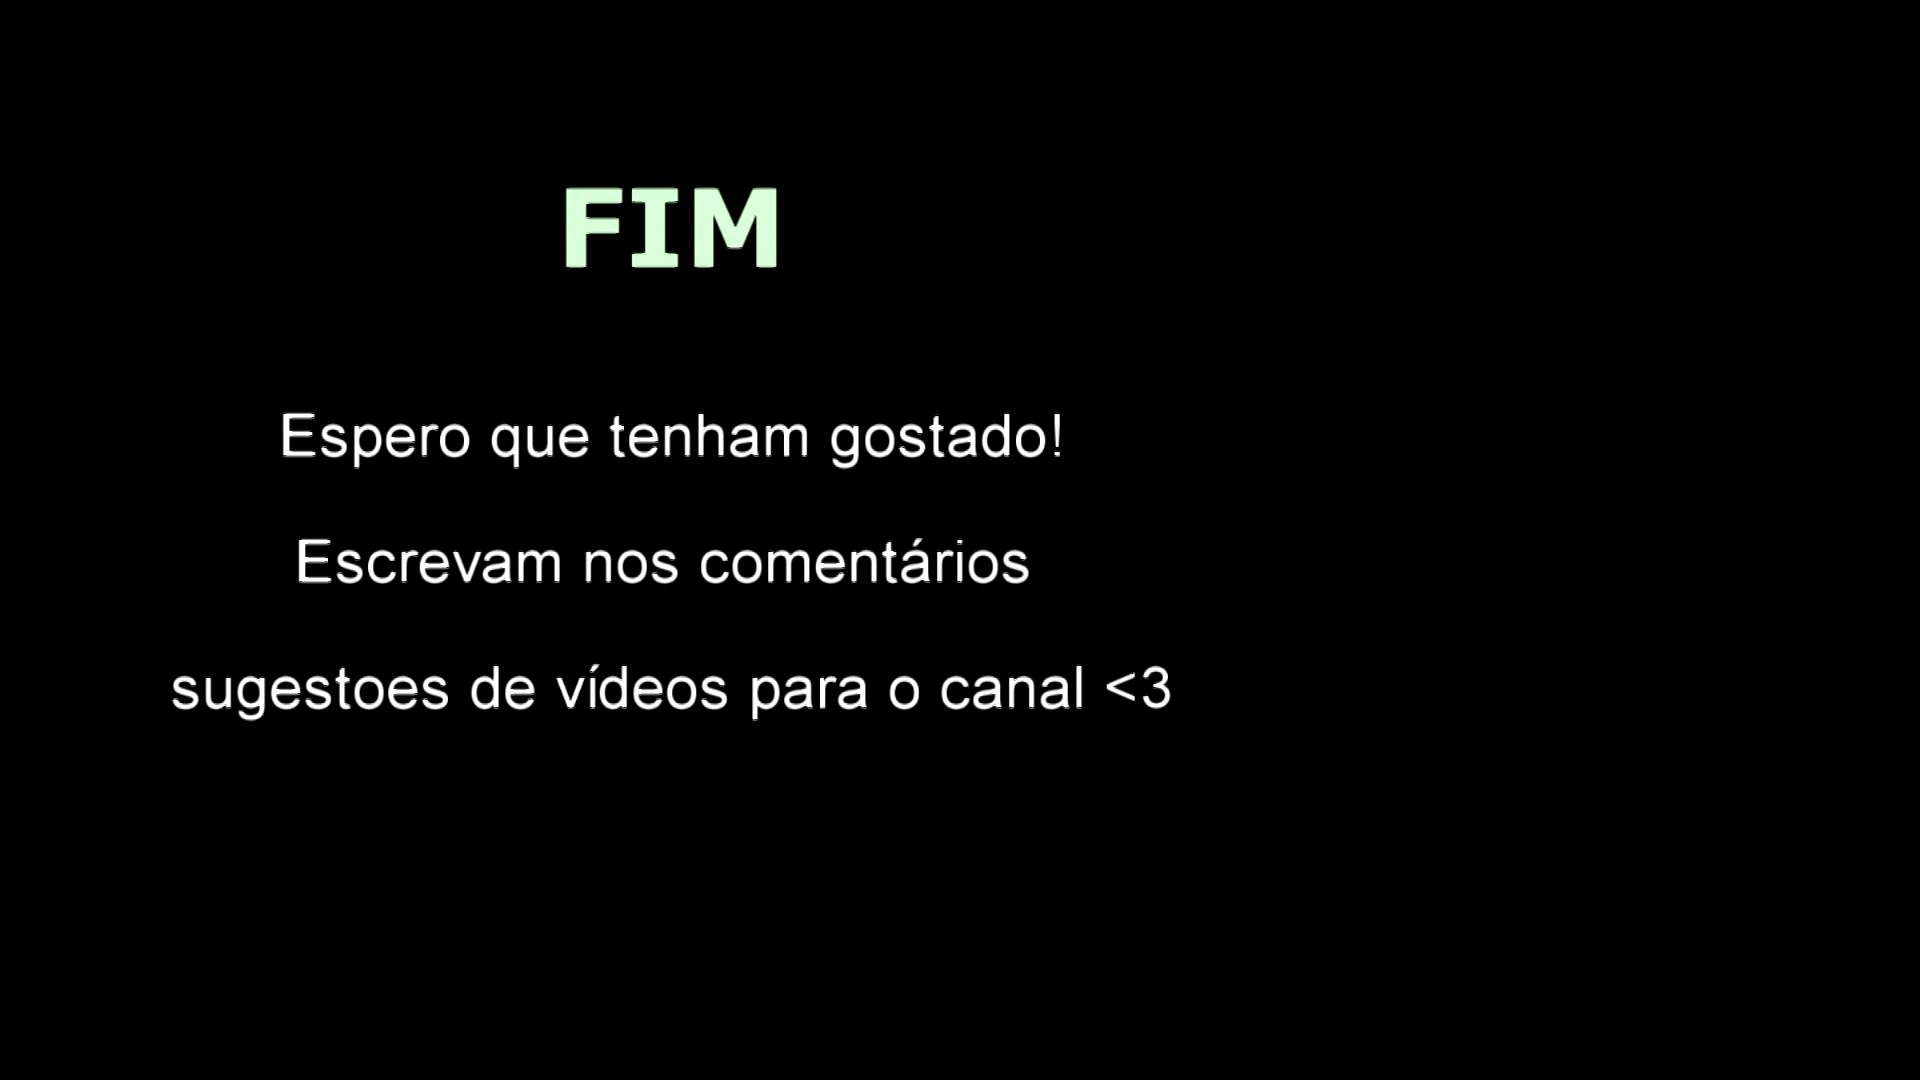 FIM
Espero que tenham gostado!
Escrevam nos comentários
sugestoes de vídeos para o canal <3